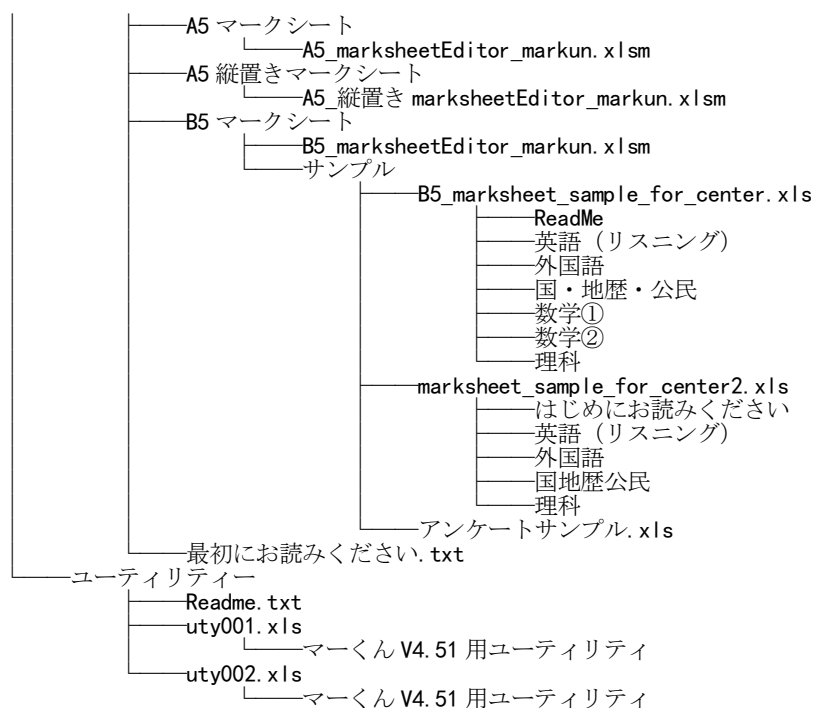 A5 マークシート
A5_marksheetEditor_markun.xlsm
A5 縦置きマークシート
A5_縦置き marksheetEditor_markun.xlsm
B5 マークシート
B5_marksheetEditor_markun.xlsm
サンプル
B5_marksheet_sample_for_center.xls
ReadMe
英語（リスニング）
外国語
国・地歴・公民
数学①
数学②
理科
marksheet_sample_for_center2.xls
はじめにお読みください
英語（リスニング）
外国語
国地歴公民
理科
アンケートサンプル.xls
最初にお読みください.txt
ユーティリティー
Readme.txt
uty001.xls
マーくん V4.51 用ユーティリティ
uty002.xls
マーくん V4.51 用ユーティリティ